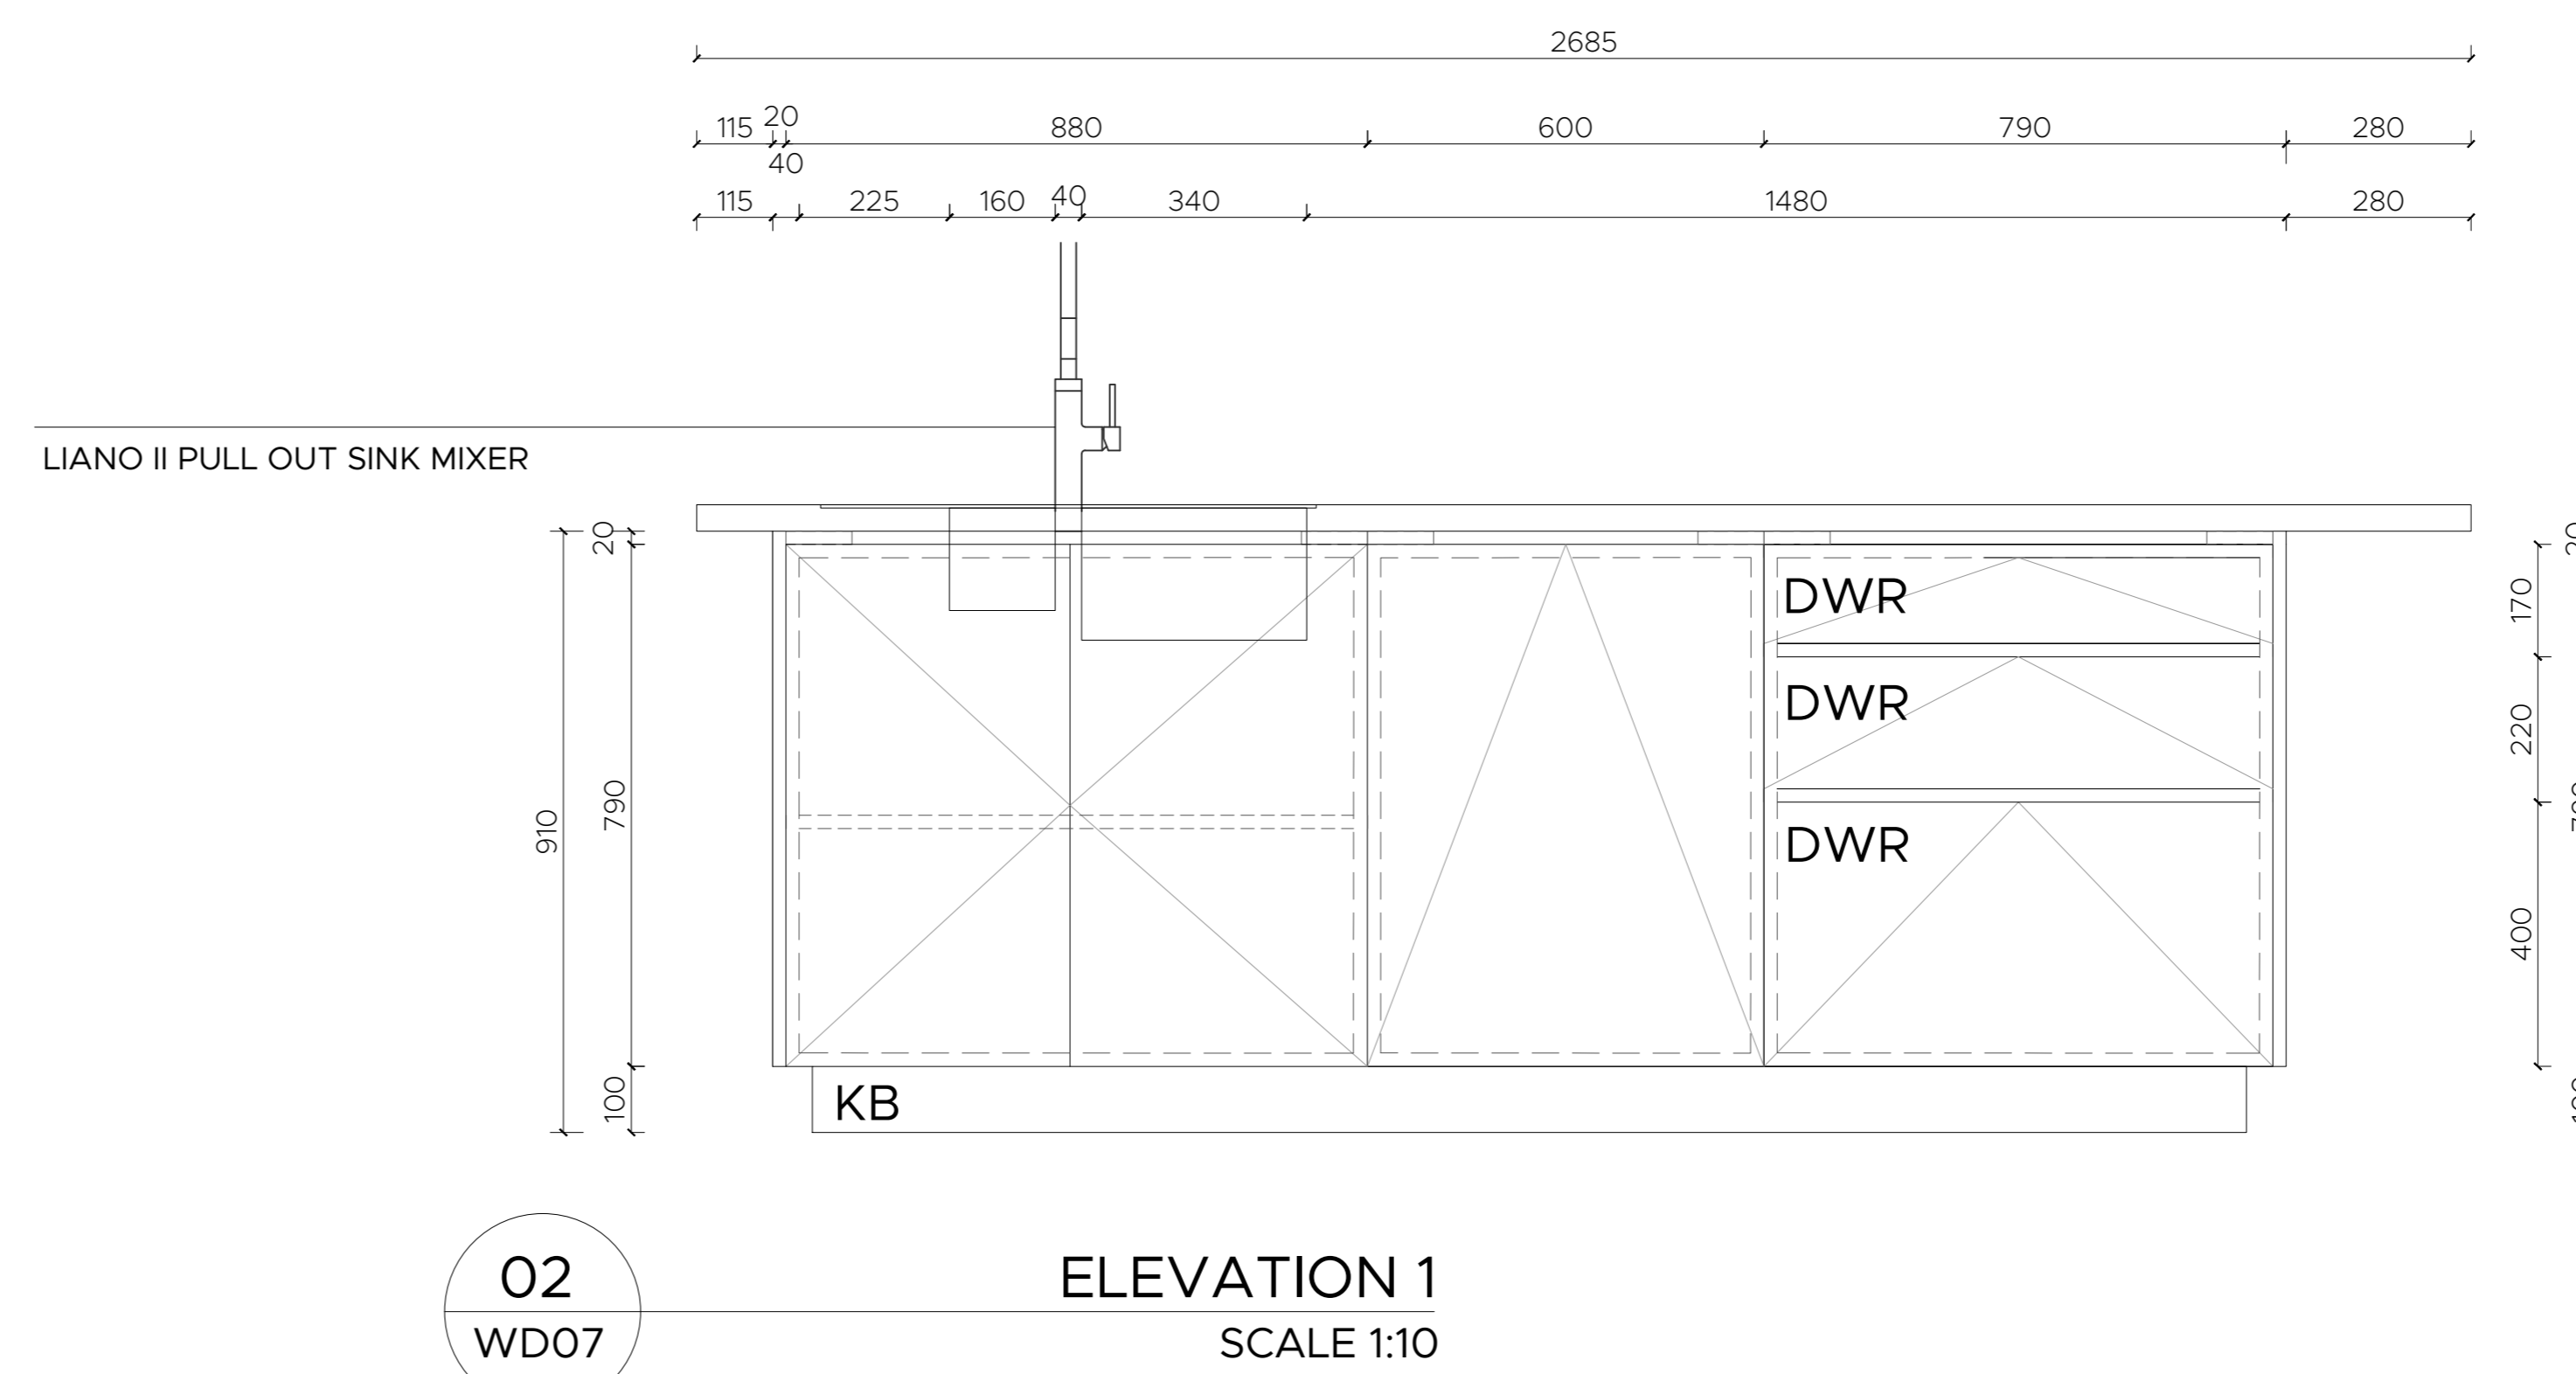 2685
115 20 880 600 790 280
40
115 225 160 40 340 1480 280
LIANO II PULL OUT SINK MIXER
20
910
790
100
DWR
DWR
DWR
170
220
400
KB
02
WD07
ELEVATION 1
SCALE 1:10